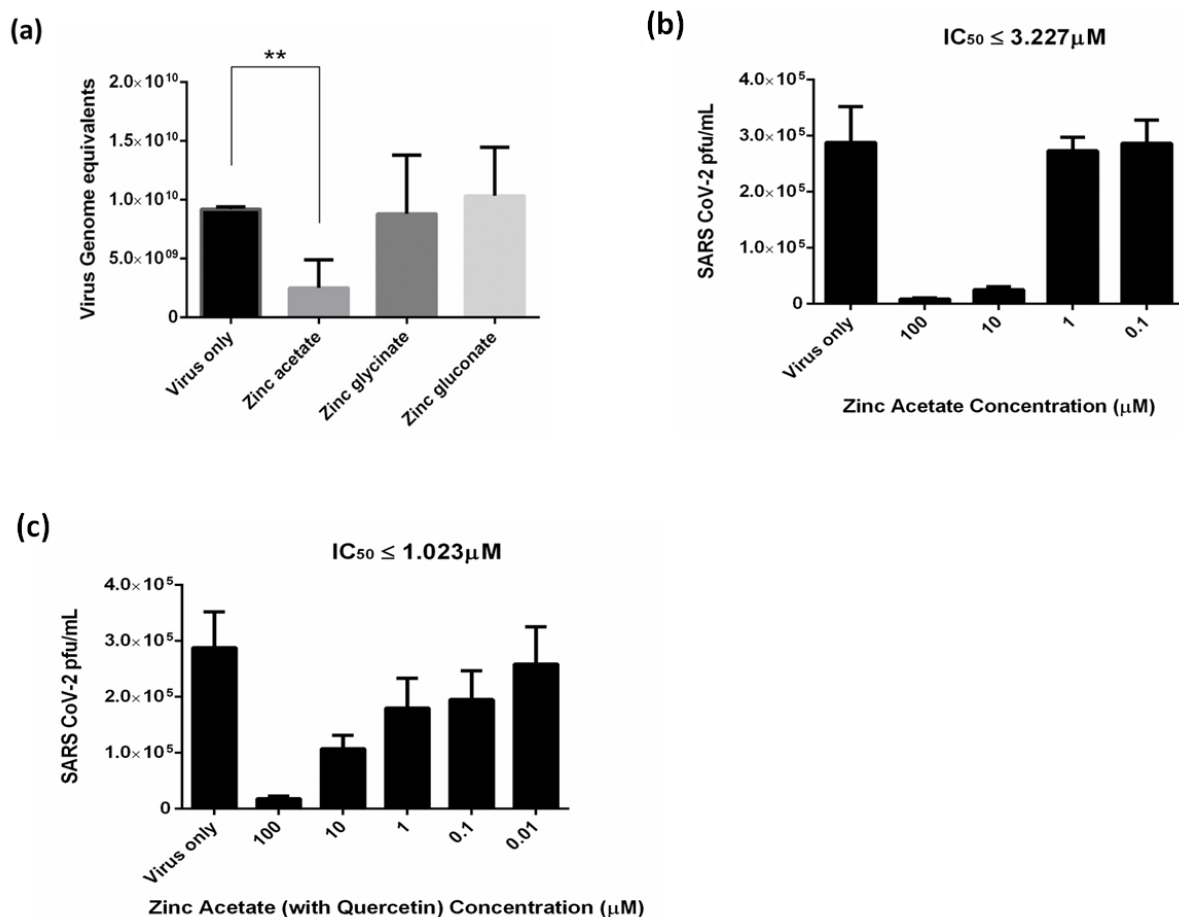 (a)
**
Virus Genome equivalents
2.0×10¹⁰
1.5×10¹⁰
1.0×10¹⁰
5.0×10⁰⁹
0
Virus only
Zinc acetate
Zinc glycinate
Zinc gluconate
(b)
IC₅₀ ≤ 3.227μM
SARS CoV-2 pfu/mL
4.0×10⁵
3.0×10⁵
2.0×10⁵
1.0×10⁵
0
Virus only
100
10
1
0.1
Zinc Acetate Concentration (μM)
(c)
IC₅₀ ≤ 1.023μM
SARS CoV-2 pfu/mL
4.0×10⁵
3.0×10⁵
2.0×10⁵
1.0×10⁵
0
Virus only
100
10
1
0.1
0.01
Zinc Acetate (with Quercetin) Concentration (μM)